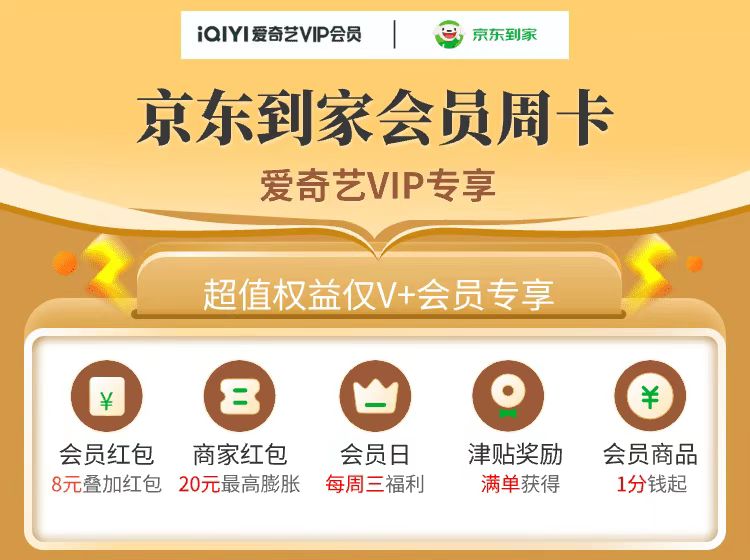 iQIYI爱奇艺VIP会员 | 京东到家
京东到家会员周卡
爱奇艺VIP专享
超值权益仅V+会员专享
¥ ¥
会员红包 商家红包 会员日 津贴奖励 会员商品
8元叠加红包 20元最高膨胀 每周三福利 满单获得 1分钱起